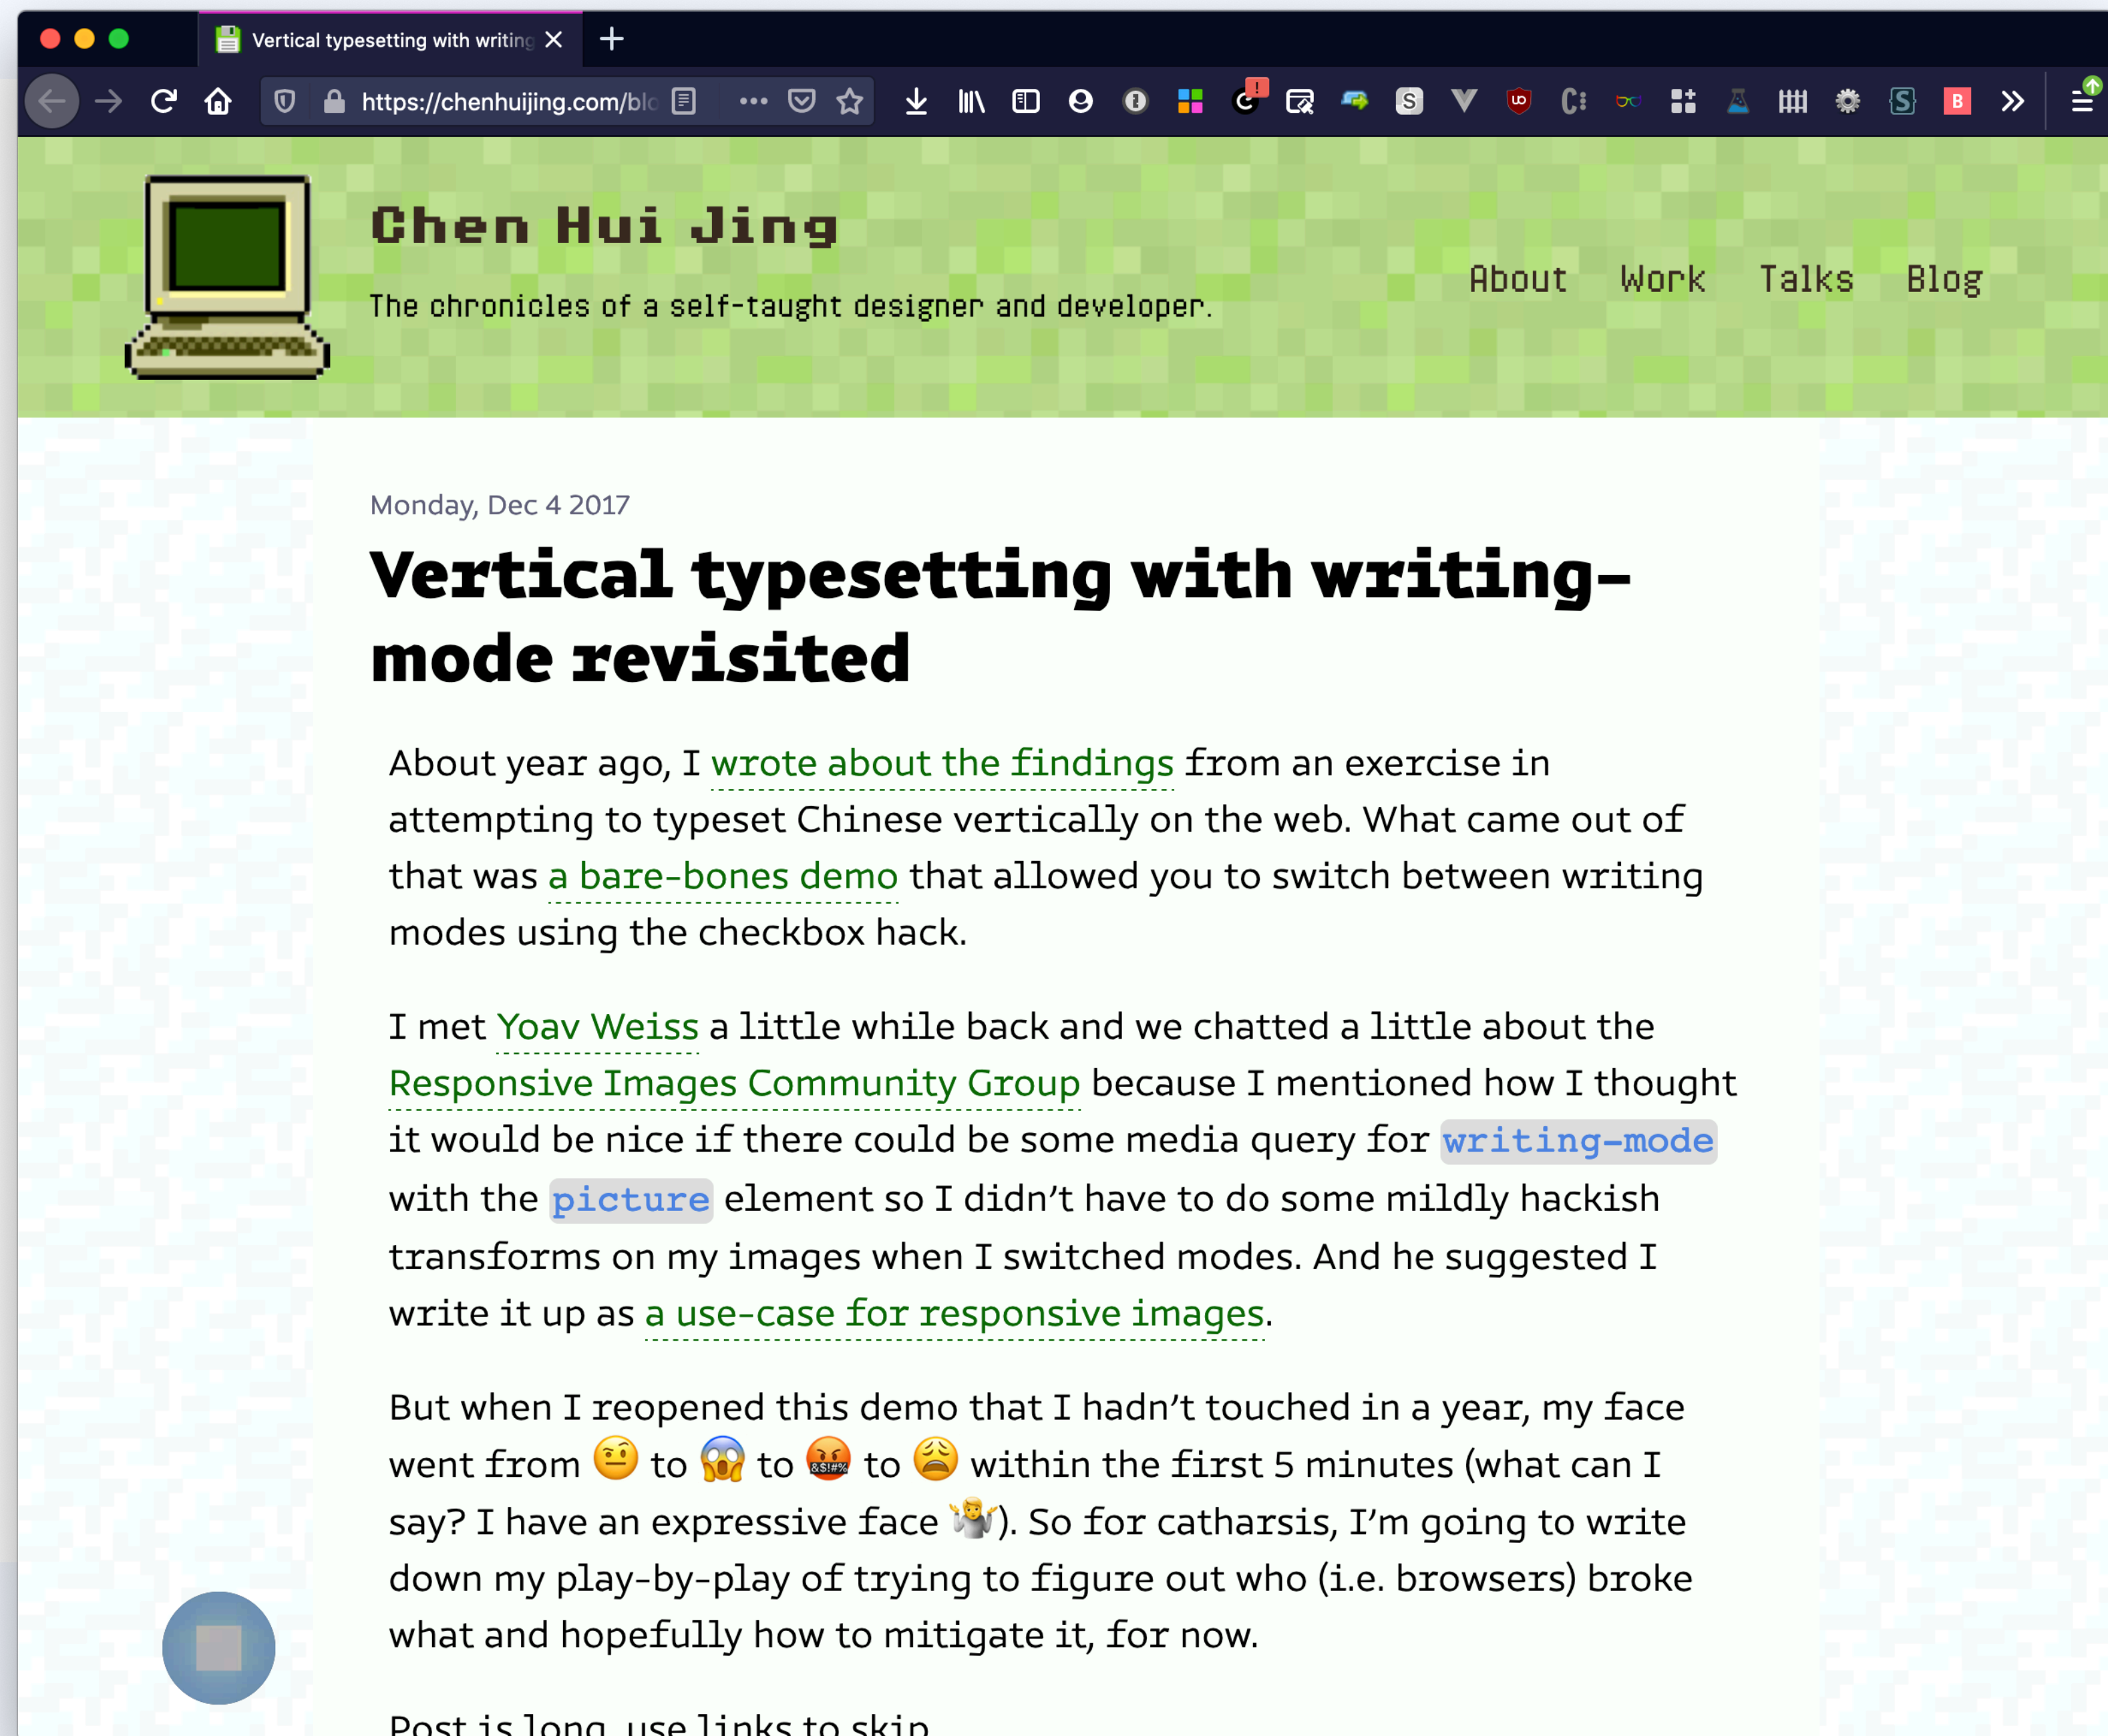 Vertical typesetting with writing
https://chenhuijing.com/blo
Chen Hui Jing
The chronicles of a self-taught designer and developer.
About Work Talks Blog
Monday, Dec 4 2017
Vertical typesetting with writing-
mode revisited
About year ago, I wrote about the findings from an exercise in
attempting to typeset Chinese vertically on the web. What came out of
that was a bare-bones demo that allowed you to switch between writing
modes using the checkbox hack.
I met Yoav Weiss a little while back and we chatted a little about the
Responsive Images Community Group because I mentioned how I thought
it would be nice if there could be some media query for writing-mode
with the picture element so I didn’t have to do some mildly hackish
transforms on my images when I switched modes. And he suggested I
write it up as a use-case for responsive images.
But when I reopened this demo that I hadn’t touched in a year, my face
went from 🤨 to 😱 to 🤬 to 😩 within the first 5 minutes (what can I
say? I have an expressive face 🤷). So for catharsis, I’m going to write
down my play-by-play of trying to figure out who (i.e. browsers) broke
what and hopefully how to mitigate it, for now.
Post is long, use links to skip